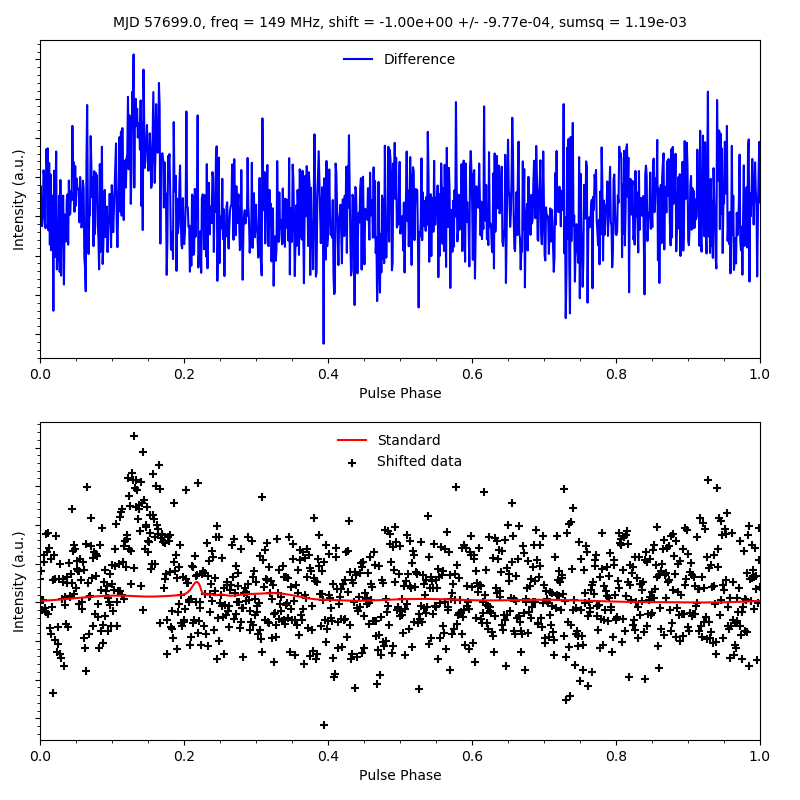 MJD 57699.0, freq = 149 MHz, shift = -1.00e+00 +/- -9.77e-04, sumsq = 1.19e-03
Difference
Intensity (a.u.)
0.0 0.2 0.4 0.6 0.8 1.0
Pulse Phase
Standard
Shifted data
Intensity (a.u.)
0.0 0.2 0.4 0.6 0.8 1.0
Pulse Phase